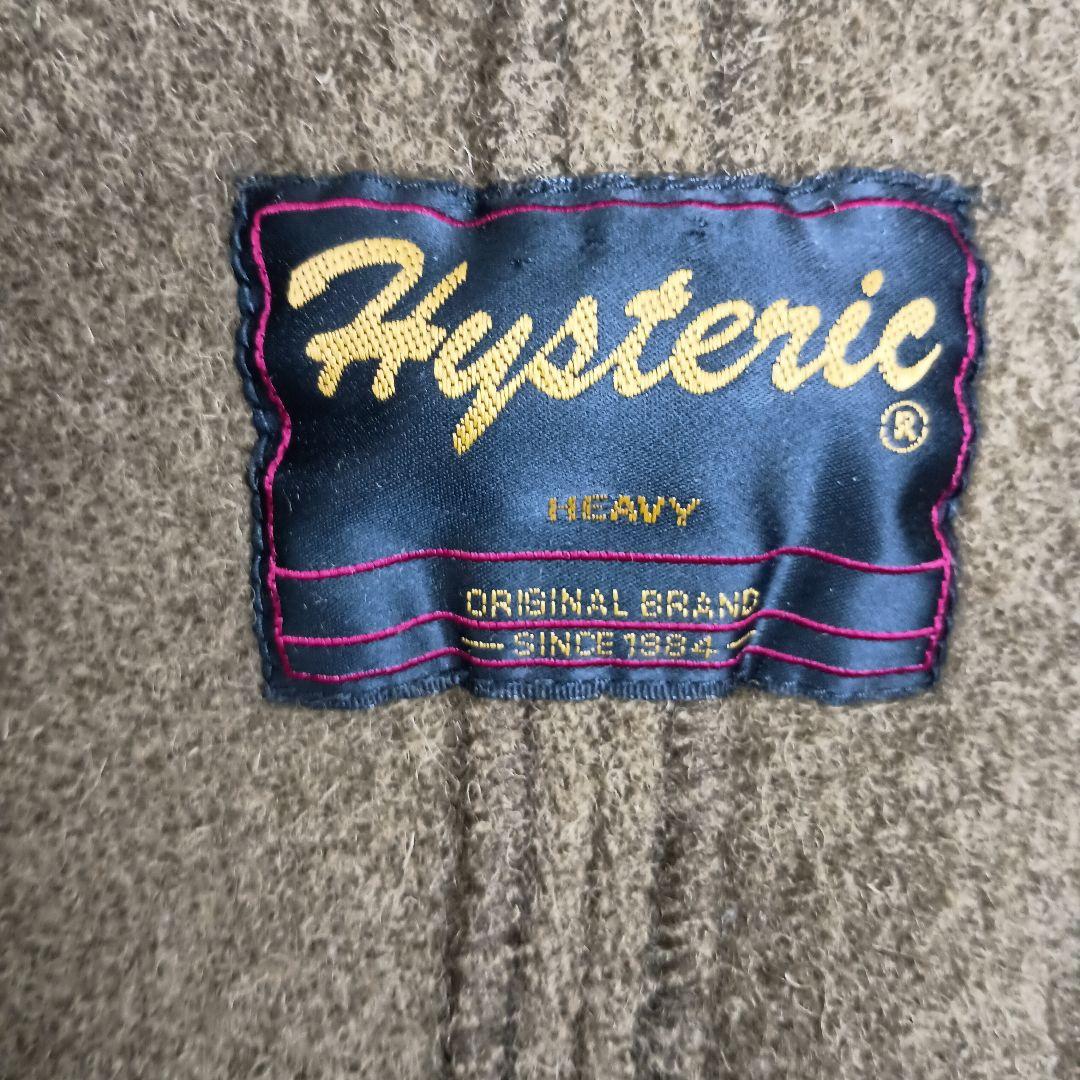 Hysteric
®
HEAVY
ORIGINAL BRAND
— SINCE 1984 —